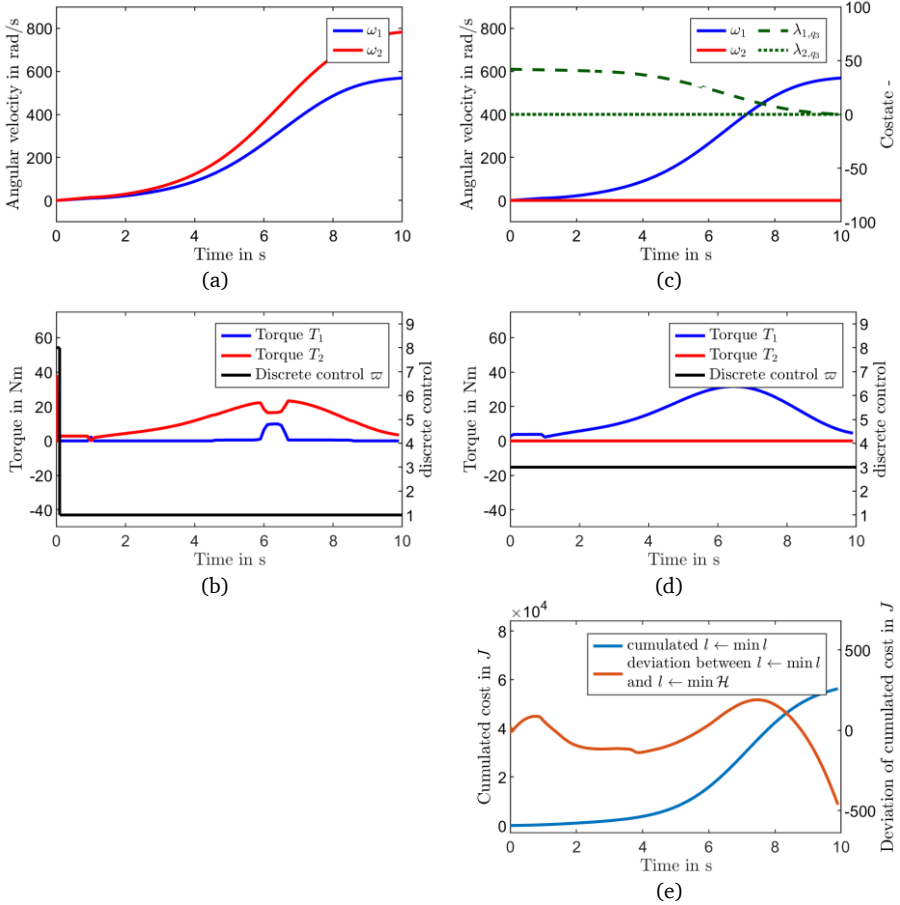 800
600
400
200
0
Angular velocity in rad/s
ω1
ω2
0 2 4 6 8 10
Time in s
(a)
800
600
400
200
0
Angular velocity in rad/s
ω1 λ1,q3
ω2 λ2,q3
100
50
0
-50
-100
Costate -
0 2 4 6 8 10
Time in s
(c)
60
40
20
0
-20
-40
Torque in Nm
Torque T1
Torque T2
Discrete control ϖ
9
8
7
6
5
4
3
2
1
discrete control
0 2 4 6 8 10
Time in s
(b)
60
40
20
0
-20
-40
Torque in Nm
Torque T1
Torque T2
Discrete control ϖ
9
8
7
6
5
4
3
2
1
discrete control
0 2 4 6 8 10
Time in s
(d)
×10^4
8
6
4
2
0
Cumulated cost in J
cumulated l ← min l
deviation between l ← min l
and l ← min ℋ
500
0
-500
Deviation of cumulated cost in J
0 2 4 6 8 10
Time in s
(e)